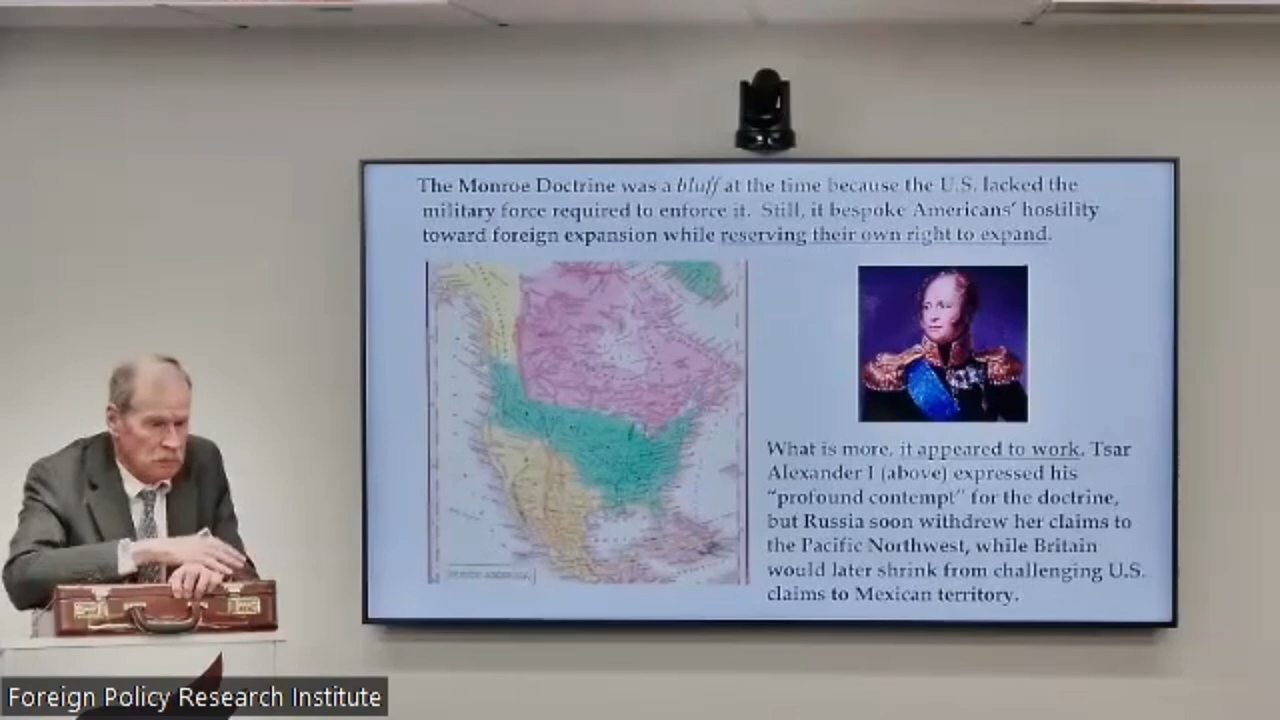 The Monroe Doctrine was a bluff at the time because the U.S. lacked the
military force required to enforce it. Still, it bespoke Americans' hostility
toward foreign expansion while reserving their own right to expand.
What is more, it appeared to work. Tsar
Alexander I (above) expressed his
"profound contempt" for the doctrine,
but Russia soon withdrew her claims to
the Pacific Northwest, while Britain
would later shrink from challenging U.S.
claims to Mexican territory.
NORTH AMERICA
Foreign Policy Research Institute